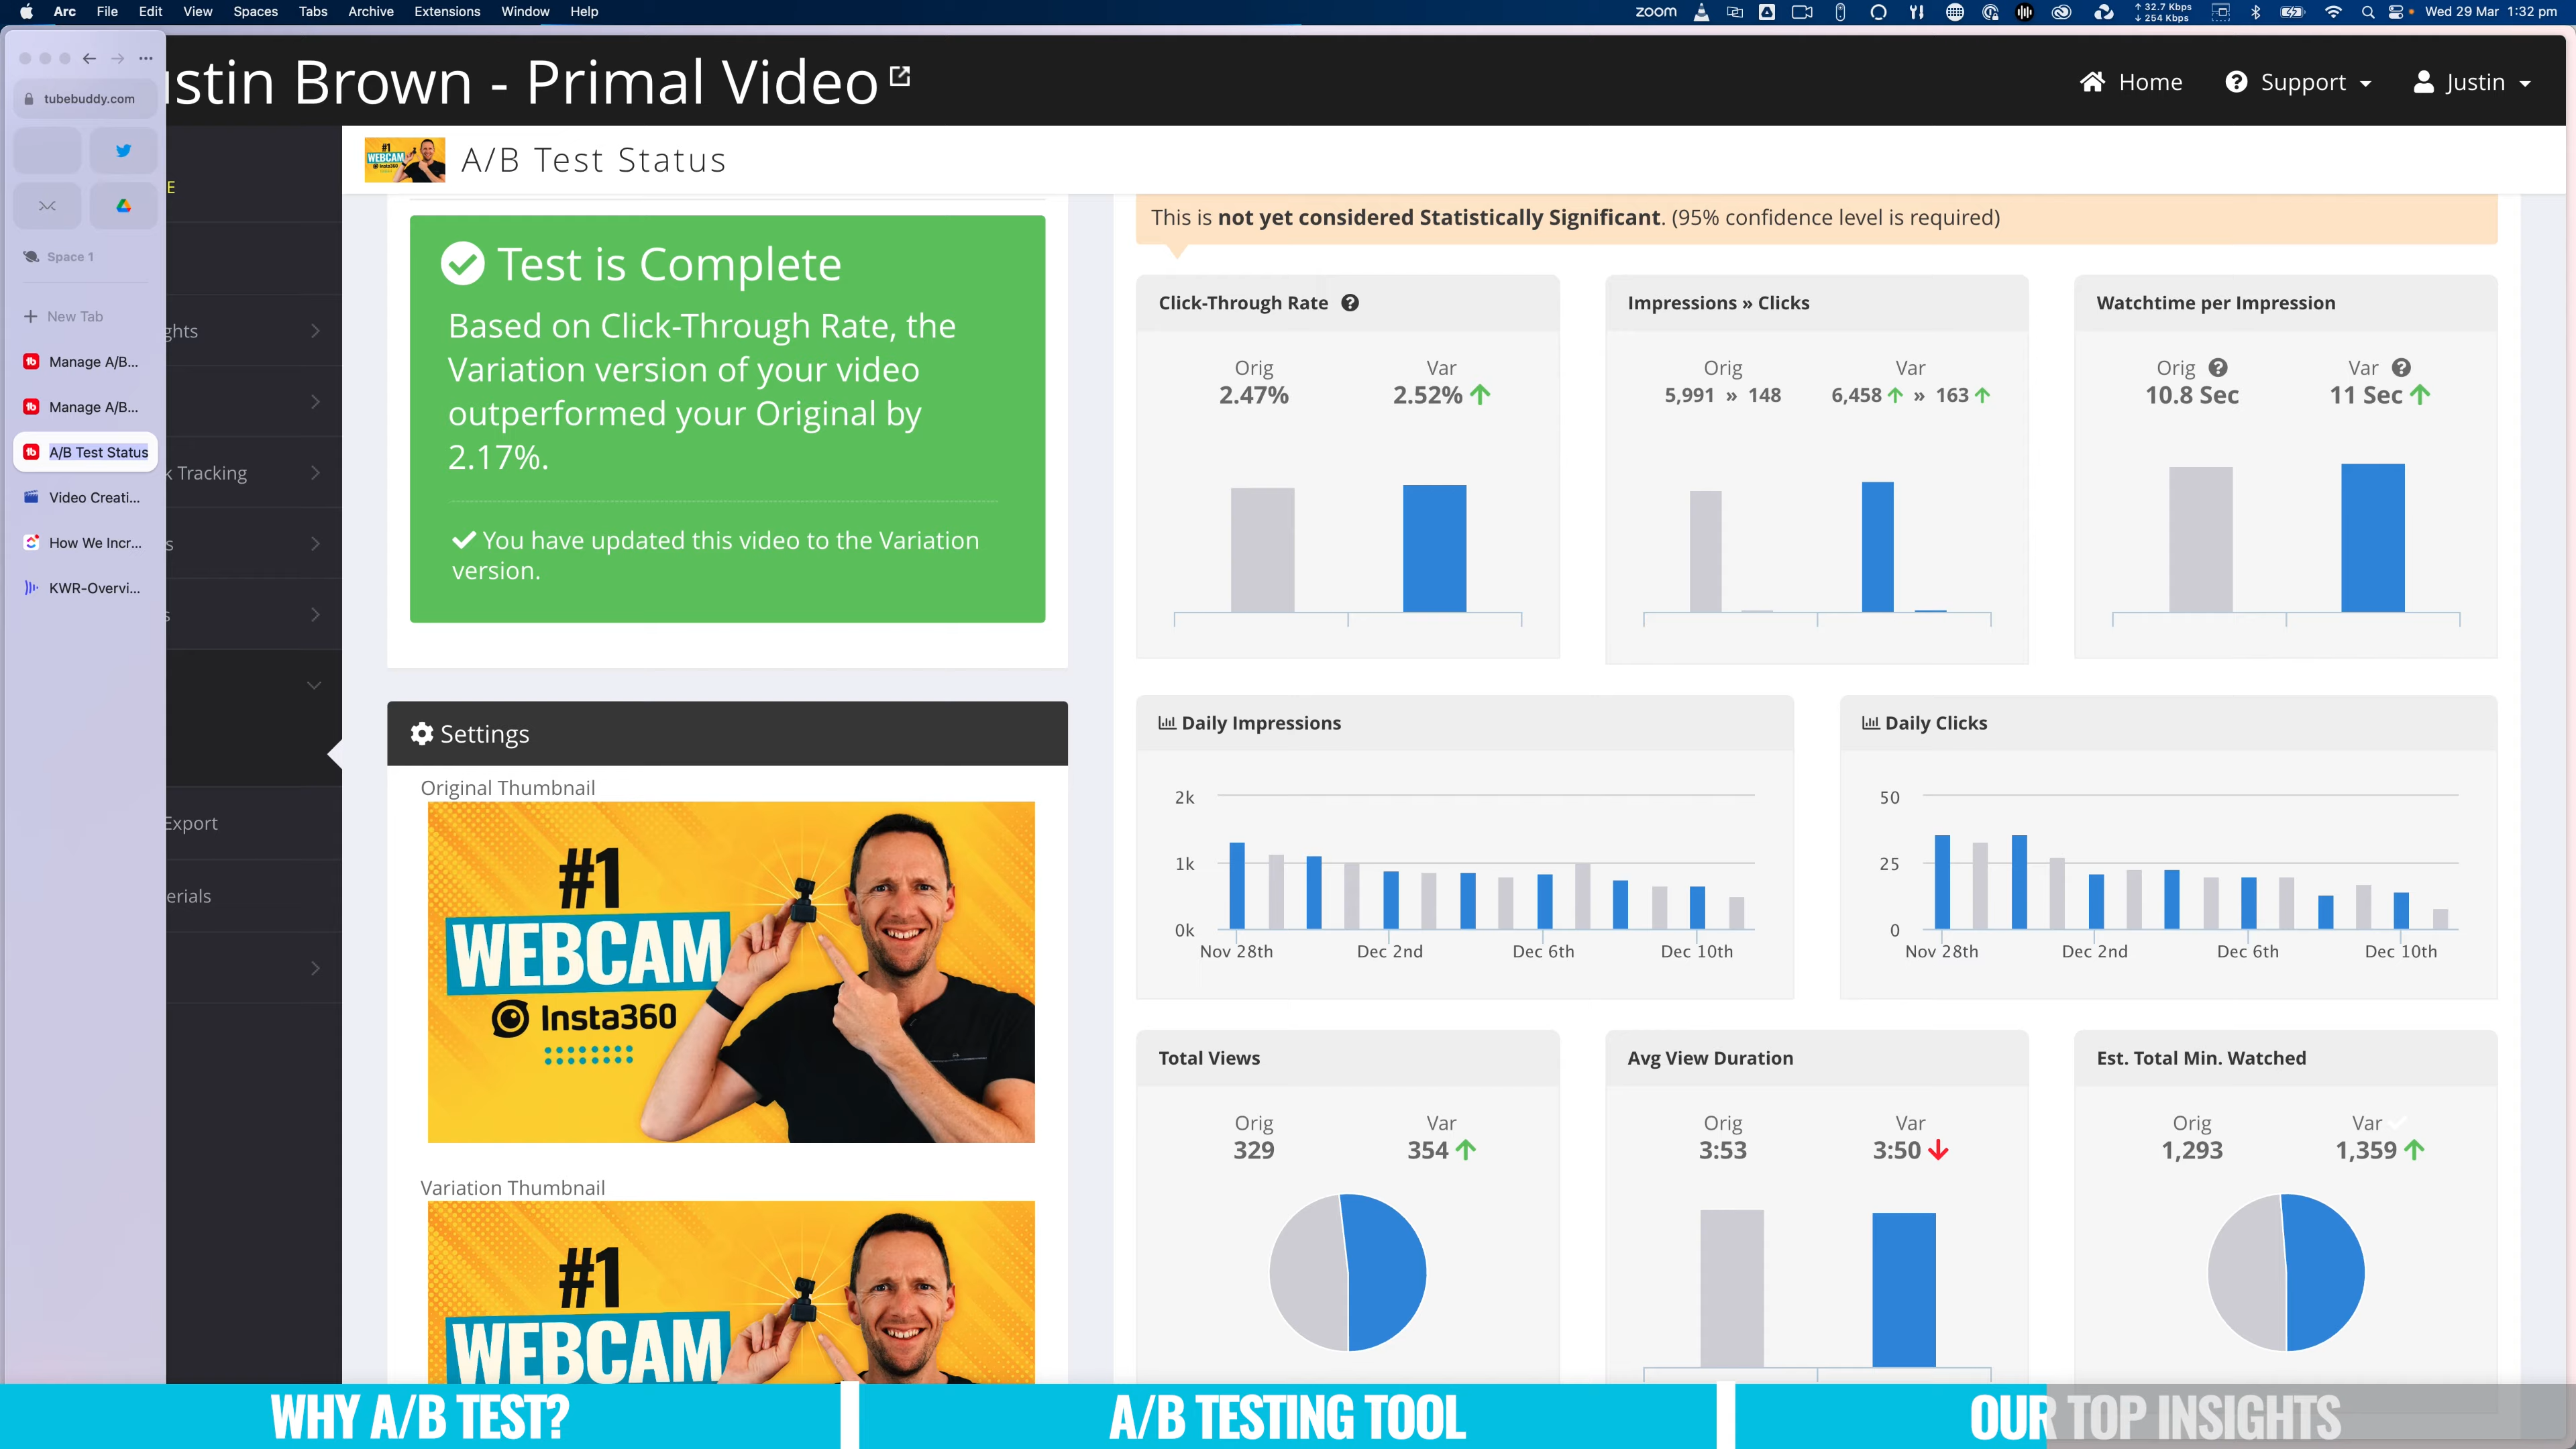 Arc File Edit View Spaces Tabs Archive Extensions Window Help
zoom 32.7 Kbps 254 Kbps Wed 29 Mar 1:32 pm
tubebuddy.com
Space 1
New Tab
Manage A/B...
Manage A/B...
A/B Test Status
Video Creati...
How We Incr...
KWR-Overvi...
stin Brown - Primal Video
Home Support Justin
E
ghts
k Tracking
s
s
Export
erials
A/B Test Status
Test is Complete
Based on Click-Through Rate, the
Variation version of your video
outperformed your Original by
2.17%.
You have updated this video to the Variation
version.
Settings
Original Thumbnail
#1
WEBCAM
Insta360
Variation Thumbnail
#1
WEBCAM
This is not yet considered Statistically Significant. (95% confidence level is required)
Click-Through Rate
Orig Var
2.47% 2.52%
Impressions » Clicks
Orig Var
5,991 » 148 6,458 » 163
Watchtime per Impression
Orig Var
10.8 Sec 11 Sec
Daily Impressions
2k
1k
0k
Nov 28th Dec 2nd Dec 6th Dec 10th
Daily Clicks
50
25
0
Nov 28th Dec 2nd Dec 6th Dec 10th
Total Views
Orig Var
329 354
Avg View Duration
Orig Var
3:53 3:50
Est. Total Min. Watched
Orig Var
1,293 1,359
WHY A/B TEST?
A/B TESTING TOOL
OUR TOP INSIGHTS